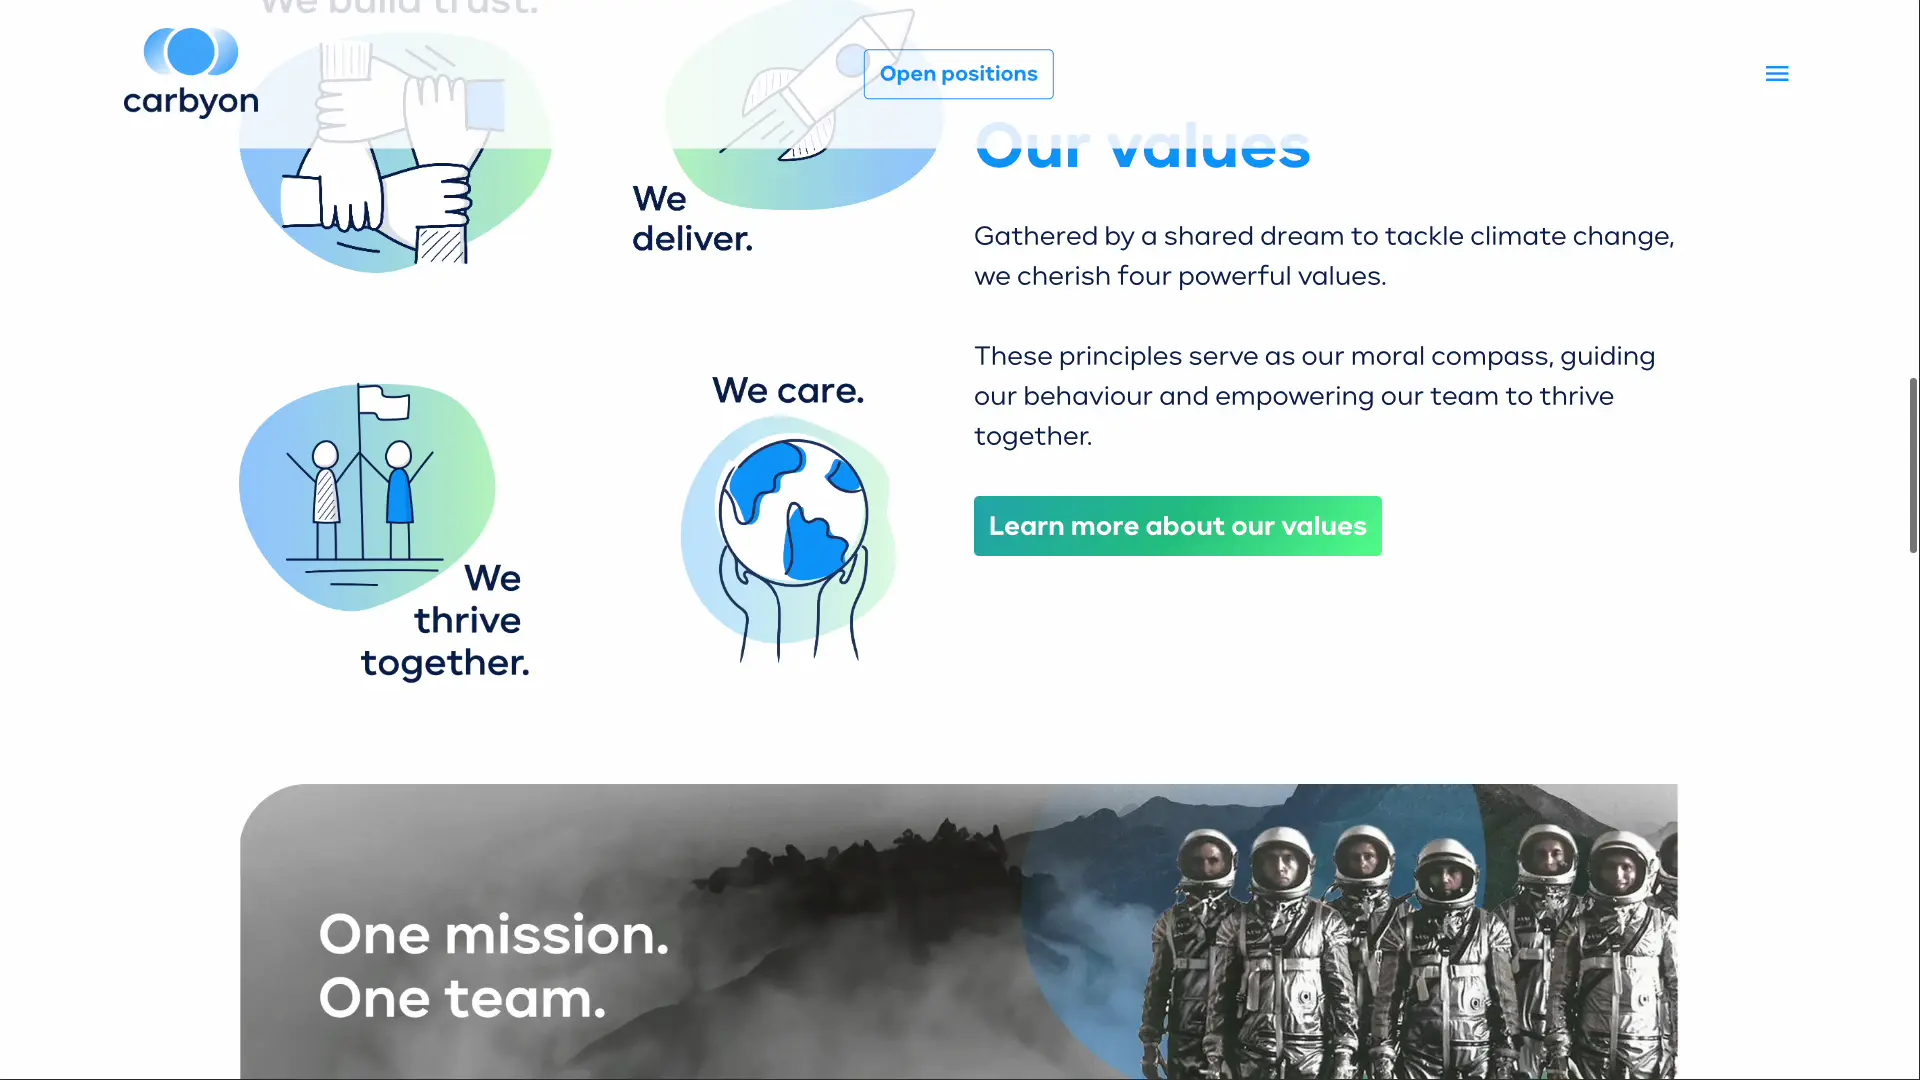 We build trust.
carbyon
Open positions
We
deliver.
We
thrive
together.
We care.
Our values
Gathered by a shared dream to tackle climate change,
we cherish four powerful values.
These principles serve as our moral compass, guiding
our behaviour and empowering our team to thrive
together.
Learn more about our values
One mission.
One team.